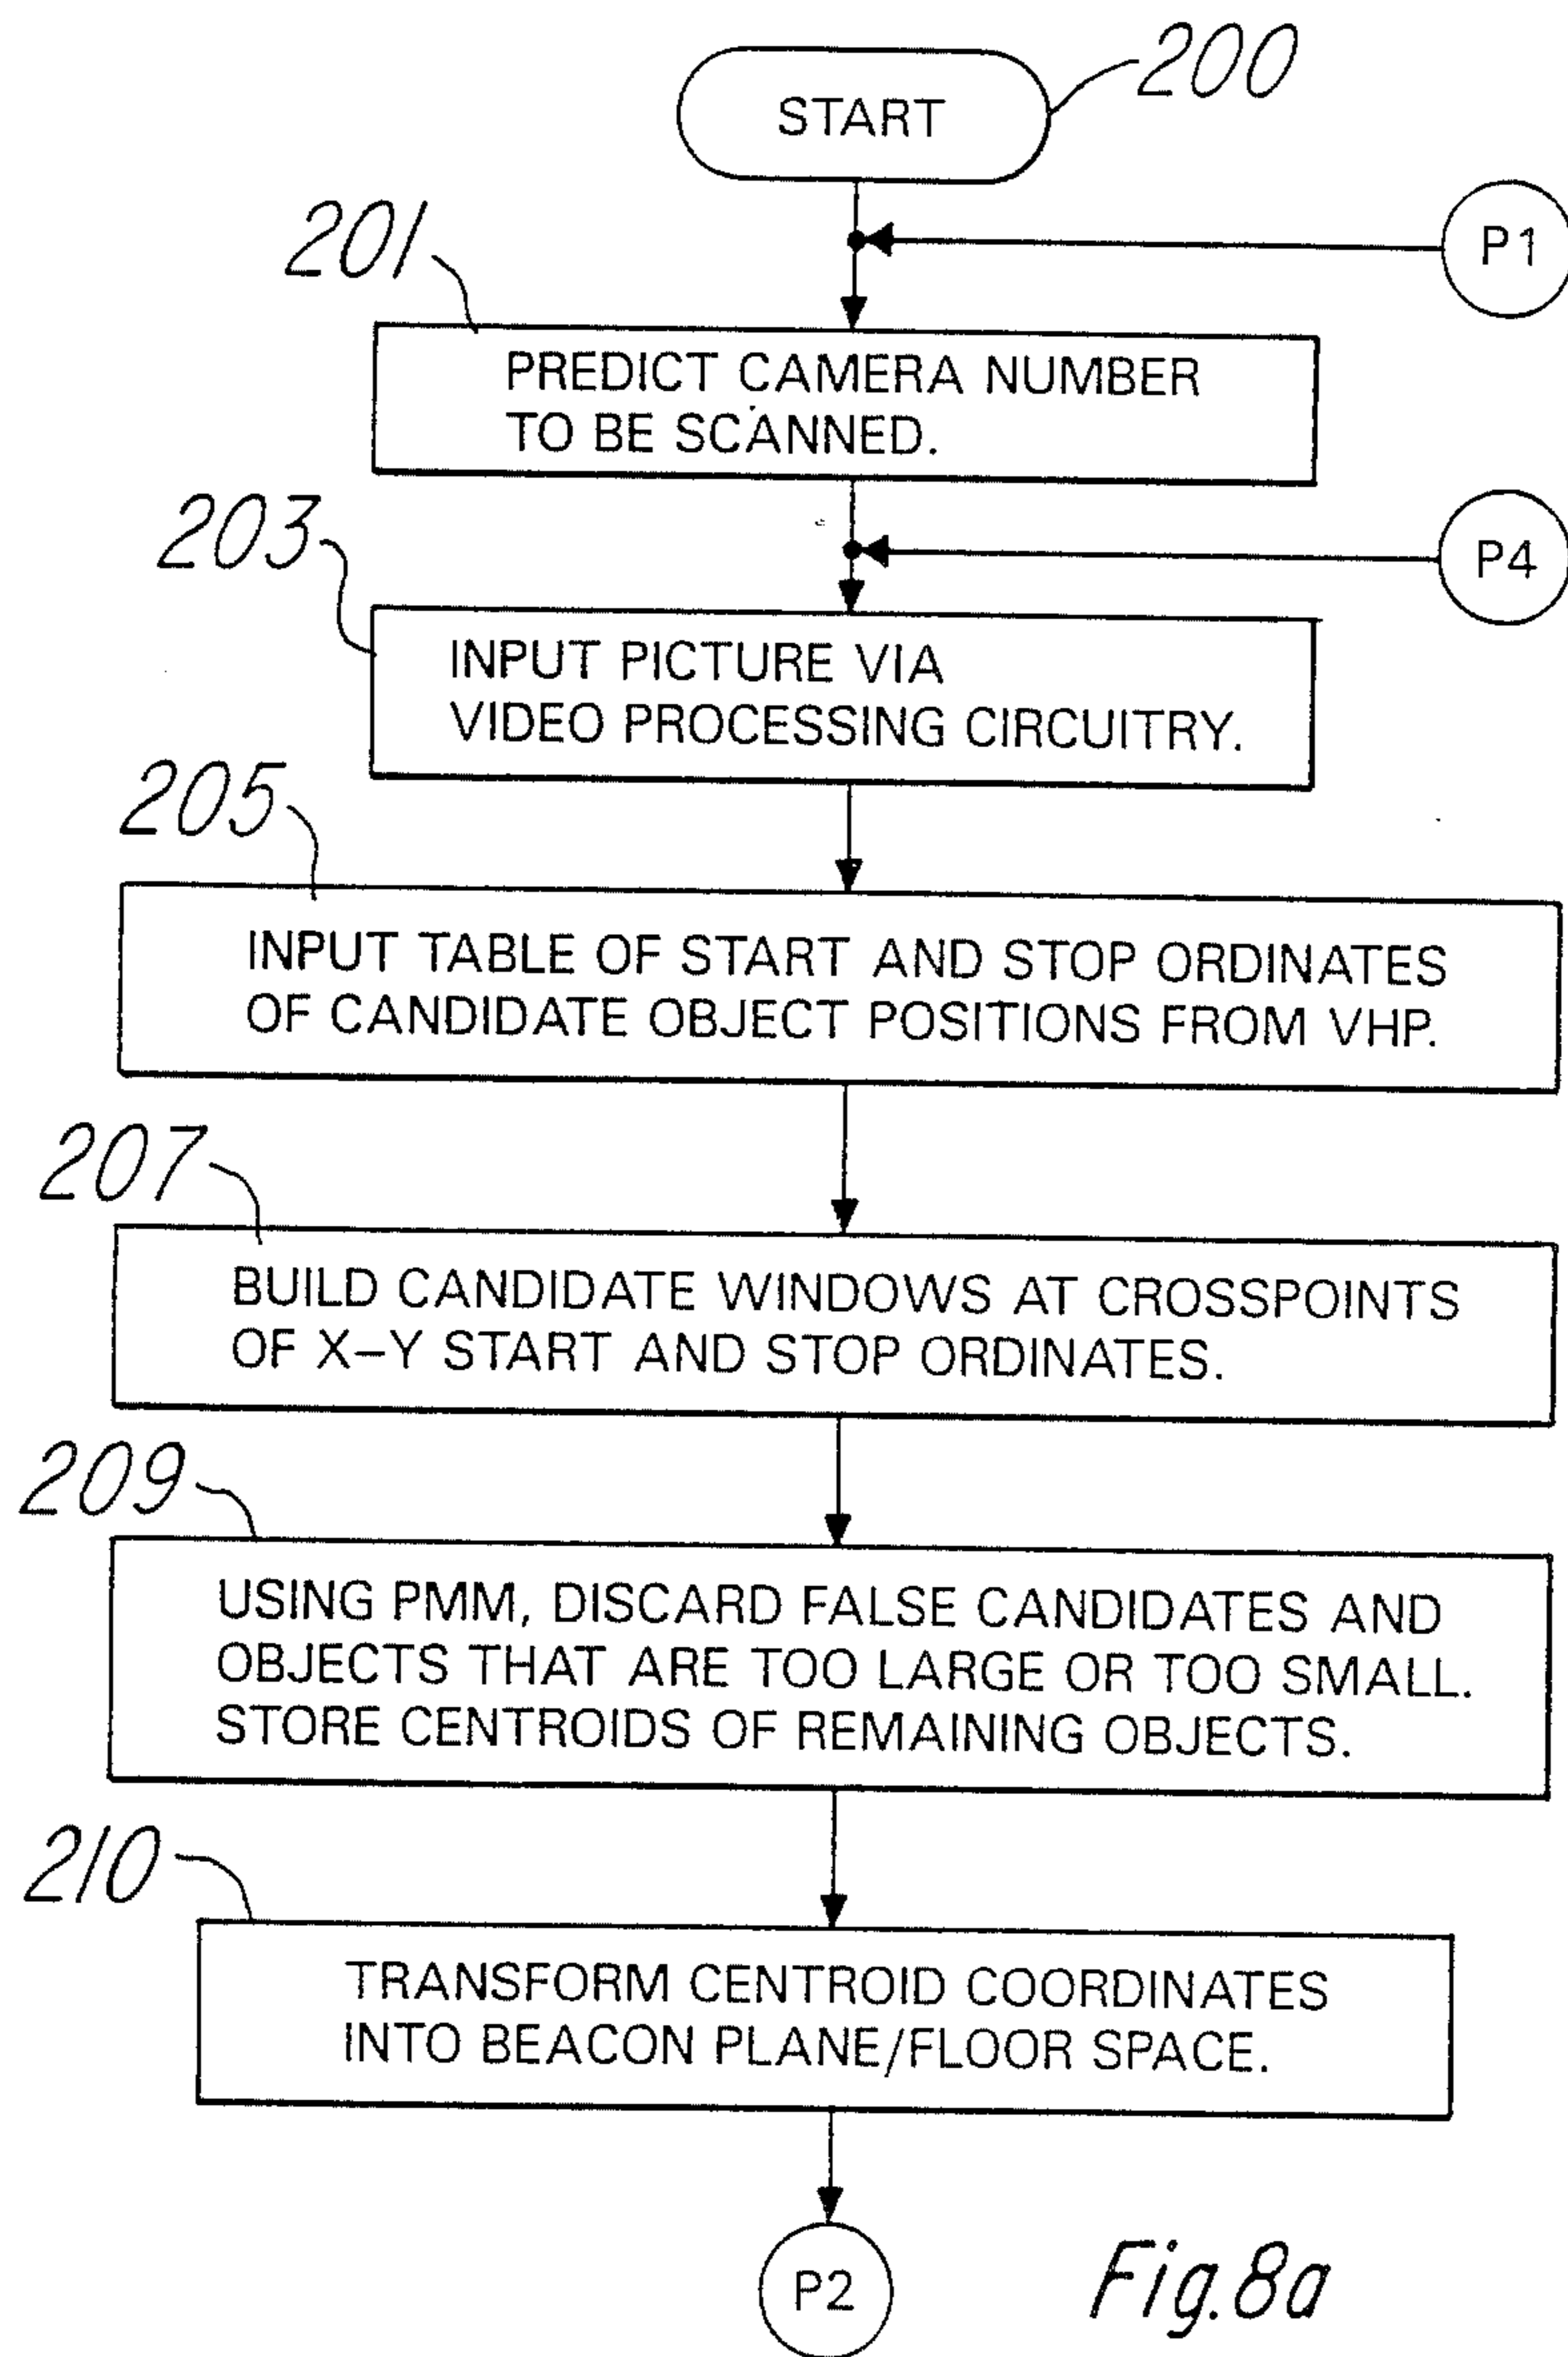 200
START
P1
201
PREDICT CAMERA NUMBER
TO BE SCANNED.
P4
203
INPUT PICTURE VIA
VIDEO PROCESSING CIRCUITRY.
205
INPUT TABLE OF START AND STOP ORDINATES
OF CANDIDATE OBJECT POSITIONS FROM VHP.
207
BUILD CANDIDATE WINDOWS AT CROSSPOINTS
OF X–Y START AND STOP ORDINATES.
209
USING PMM, DISCARD FALSE CANDIDATES AND
OBJECTS THAT ARE TOO LARGE OR TOO SMALL.
STORE CENTROIDS OF REMAINING OBJECTS.
210
TRANSFORM CENTROID COORDINATES
INTO BEACON PLANE/FLOOR SPACE.
P2
Fig.8a